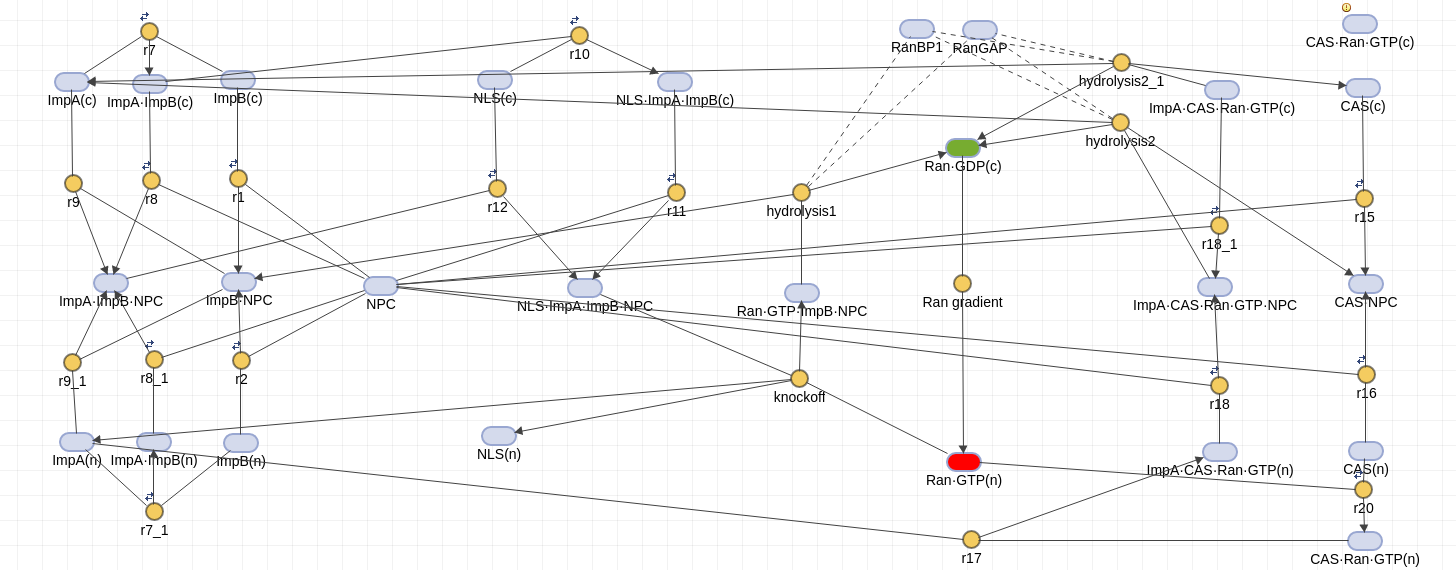 r7
r10
RanBP1
RanGAP
CAS·Ran·GTP(c)
ImpA(c)
ImpA·ImpB(c)
ImpB(c)
NLS(c)
NLS·ImpA·ImpB(c)
hydrolysis2_1
ImpA·CAS·Ran·GTP(c)
CAS(c)
hydrolysis2
Ran·GDP(c)
r9
r8
r1
r12
r11
hydrolysis1
r15
r18_1
ImpA·ImpB·NPC
ImpB·NPC
NPC
NLS·ImpA·ImpB·NPC
Ran·GTP·ImpB·NPC
Ran gradient
ImpA·CAS·Ran·GTP·NPC
CAS·NPC
r9_1
r8_1
r2
knockoff
r18
r16
ImpA(n)
ImpA·ImpB(n)
ImpB(n)
NLS(n)
Ran·GTP(n)
ImpA·CAS·Ran·GTP(n)
CAS(n)
r20
r7_1
r17
CAS·Ran·GTP(n)